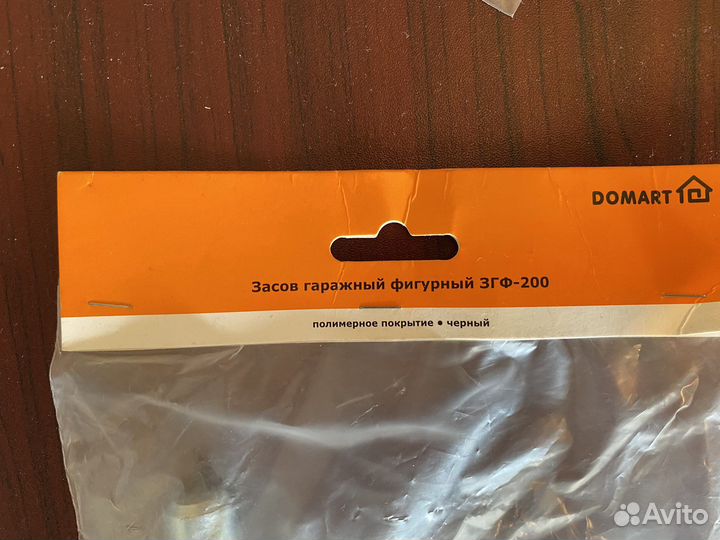 DOMART
Засов гаражный фигурный ЗГФ-200
полимерное покрытие • черный
Avito